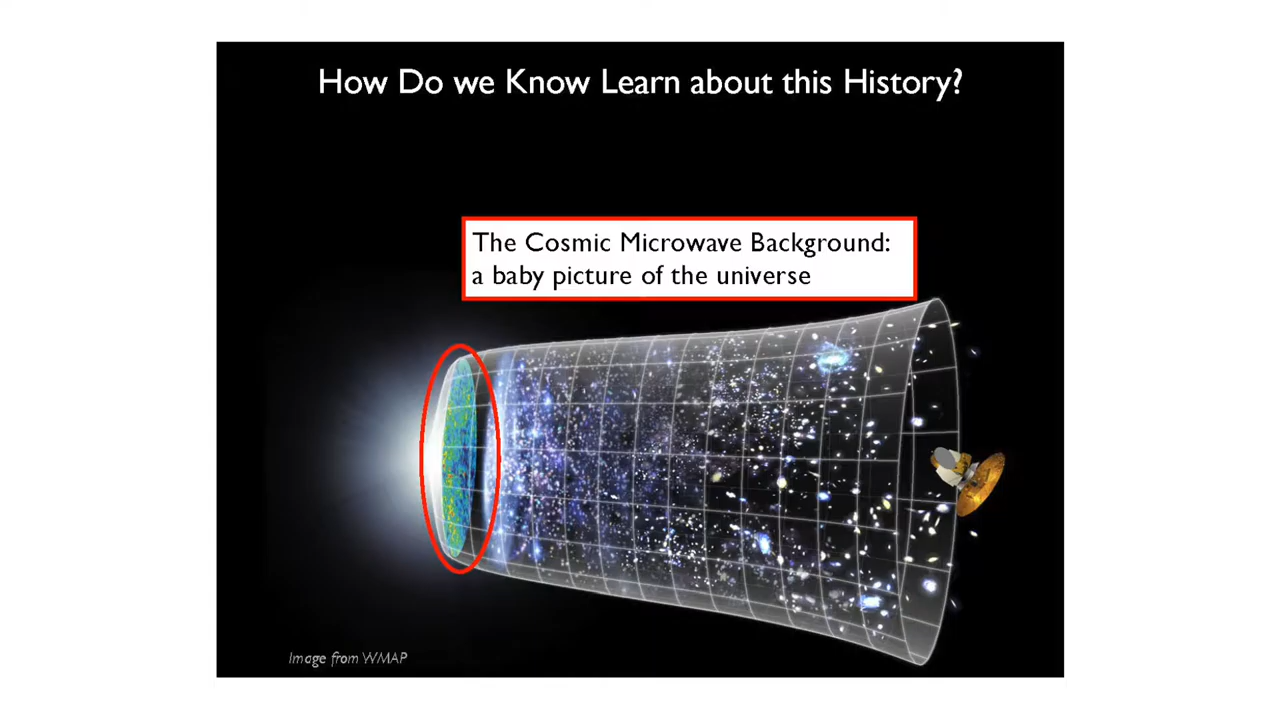 How Do we Know Learn about this History?
The Cosmic Microwave Background:
a baby picture of the universe
Image from WMAP